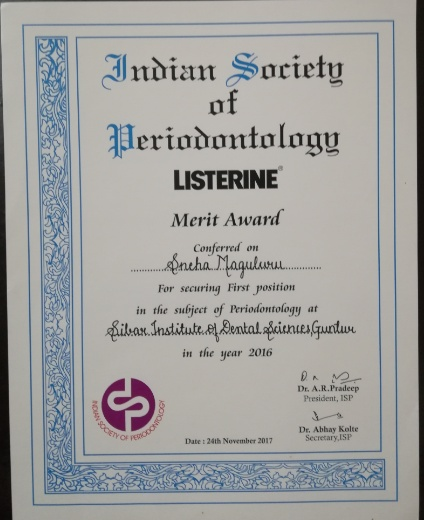 Indian Society
of
Periodontology
LISTERINE®
Merit Award
Conferred on
Sneha Maguluru
For securing First position
in the subject of Periodontology at
Sibar Institute of Dental Sciences, Guntur
in the year 2016
Dr. A.R.Pradeep
President, ISP
Dr. Abhay Kolte
Secretary,ISP
INDIAN SOCIETY OF PERIODONTOLOGY
Date : 24th November 2017